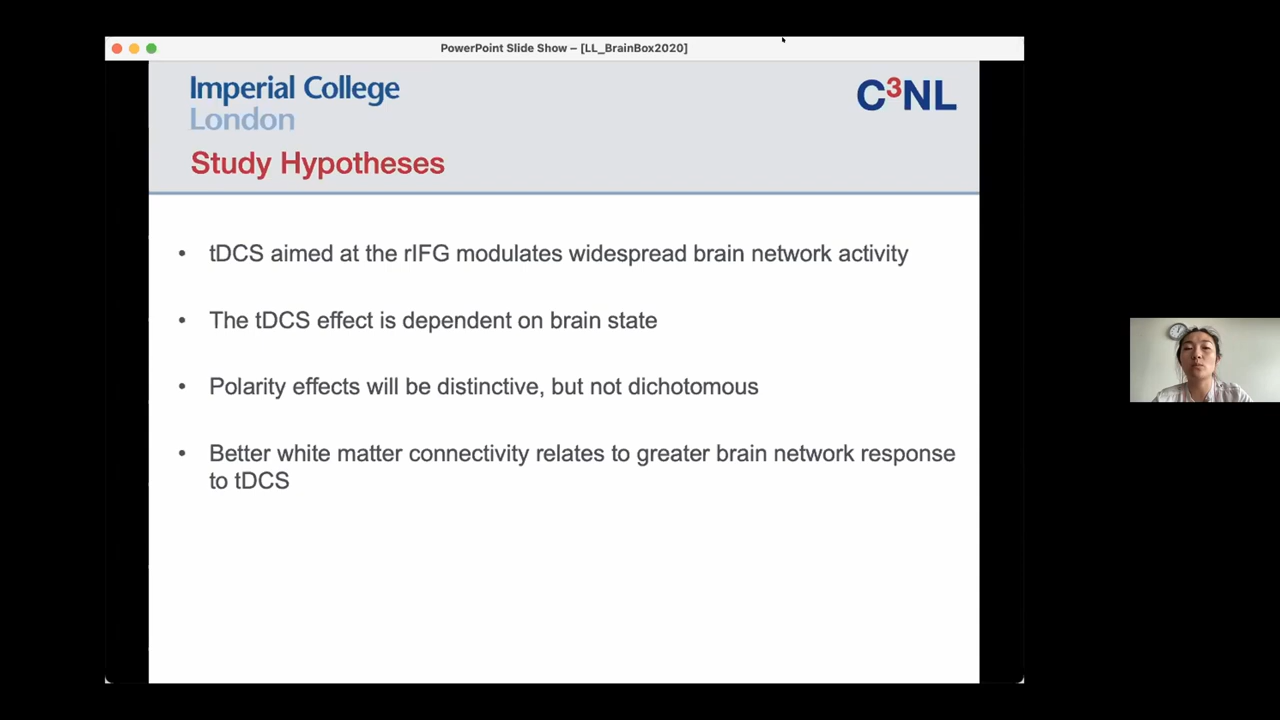 PowerPoint Slide Show – [LL_BrainBox2020]
Imperial College
London
C³NL
Study Hypotheses
• tDCS aimed at the rIFG modulates widespread brain network activity
• The tDCS effect is dependent on brain state
• Polarity effects will be distinctive, but not dichotomous
• Better white matter connectivity relates to greater brain network response
to tDCS